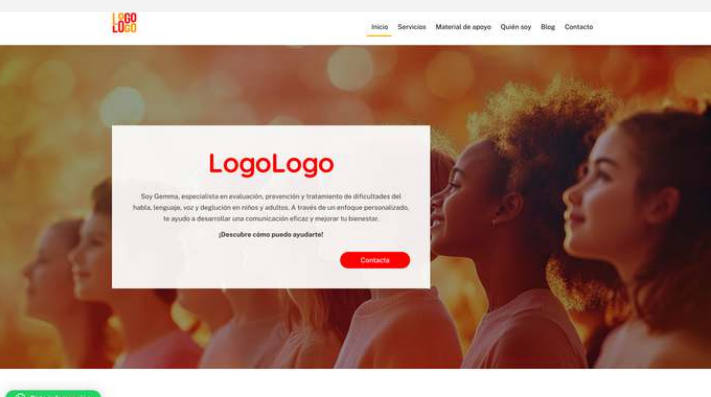 LOGO
LOGO
Inicio Servicios Material de apoyo Quién soy Blog Contacto
LogoLogo
Soy Gemma, especialista en evaluación, prevención y tratamiento de dificultades del
habla, lenguaje, voz y deglución en niños y adultos. A través de un enfoque personalizado,
te ayudo a desarrollar una comunicación eficaz y mejorar tu bienestar.
¡Descubre cómo puedo ayudarte!
Contacta